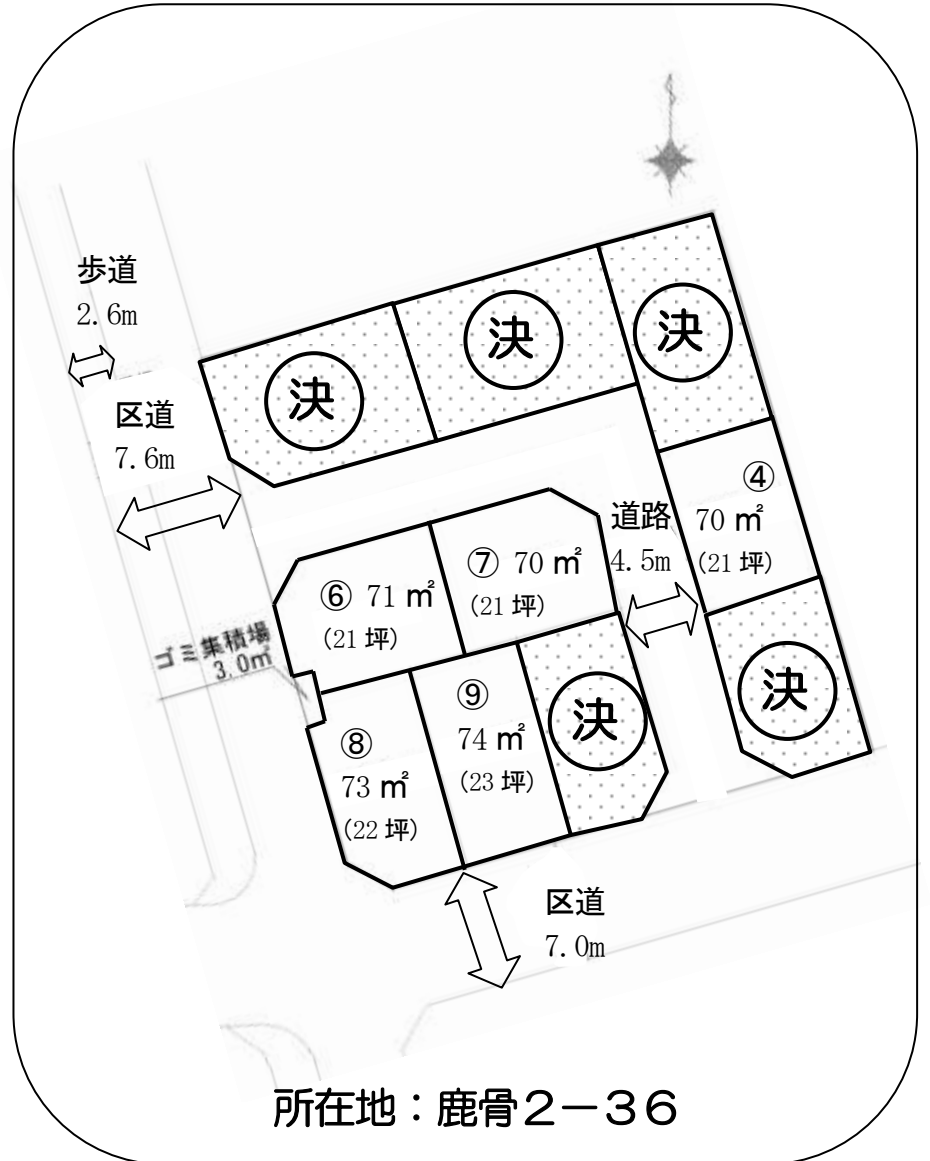 歩道
2.6m
区道
7.6m
決
決
決
④
70 ㎡
(21 坪)
道路
4.5m
⑥ 71 ㎡
(21 坪)
⑦ 70 ㎡
(21 坪)
ゴミ集積場
3.0㎡
⑧
73 ㎡
(22 坪)
⑨
74 ㎡
(23 坪)
決
決
区道
7.0m
所在地：鹿骨２－３６